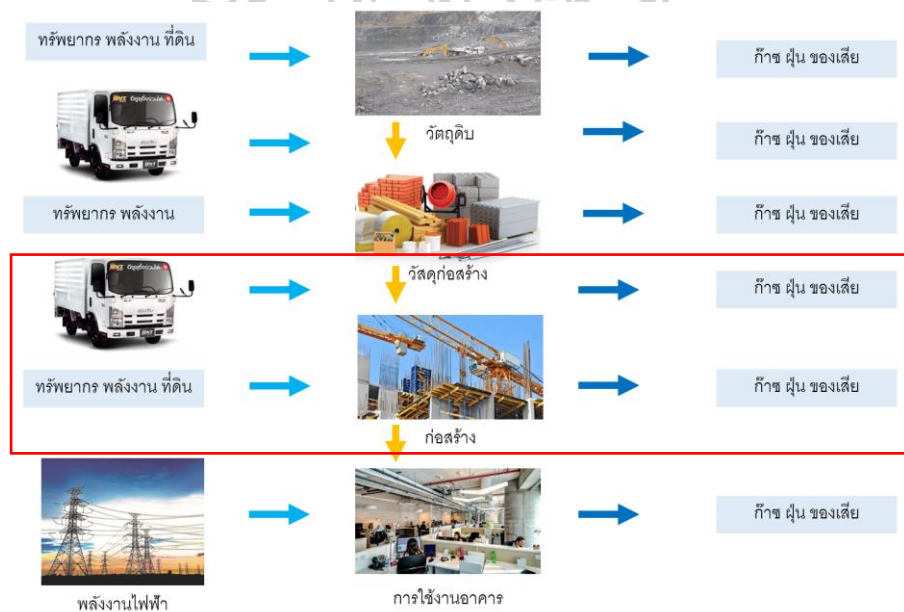 ทรัพยากร พลังงาน ที่ดิน
ก๊าซ ฝุ่น ของเสีย
วัตถุดิบ
ก๊าซ ฝุ่น ของเสีย
ทรัพยากร พลังงาน
ก๊าซ ฝุ่น ของเสีย
วัสดุก่อสร้าง
ก๊าซ ฝุ่น ของเสีย
ทรัพยากร พลังงาน ที่ดิน
ก๊าซ ฝุ่น ของเสีย
ก่อสร้าง
ก๊าซ ฝุ่น ของเสีย
พลังงานไฟฟ้า
การใช้งานอาคาร